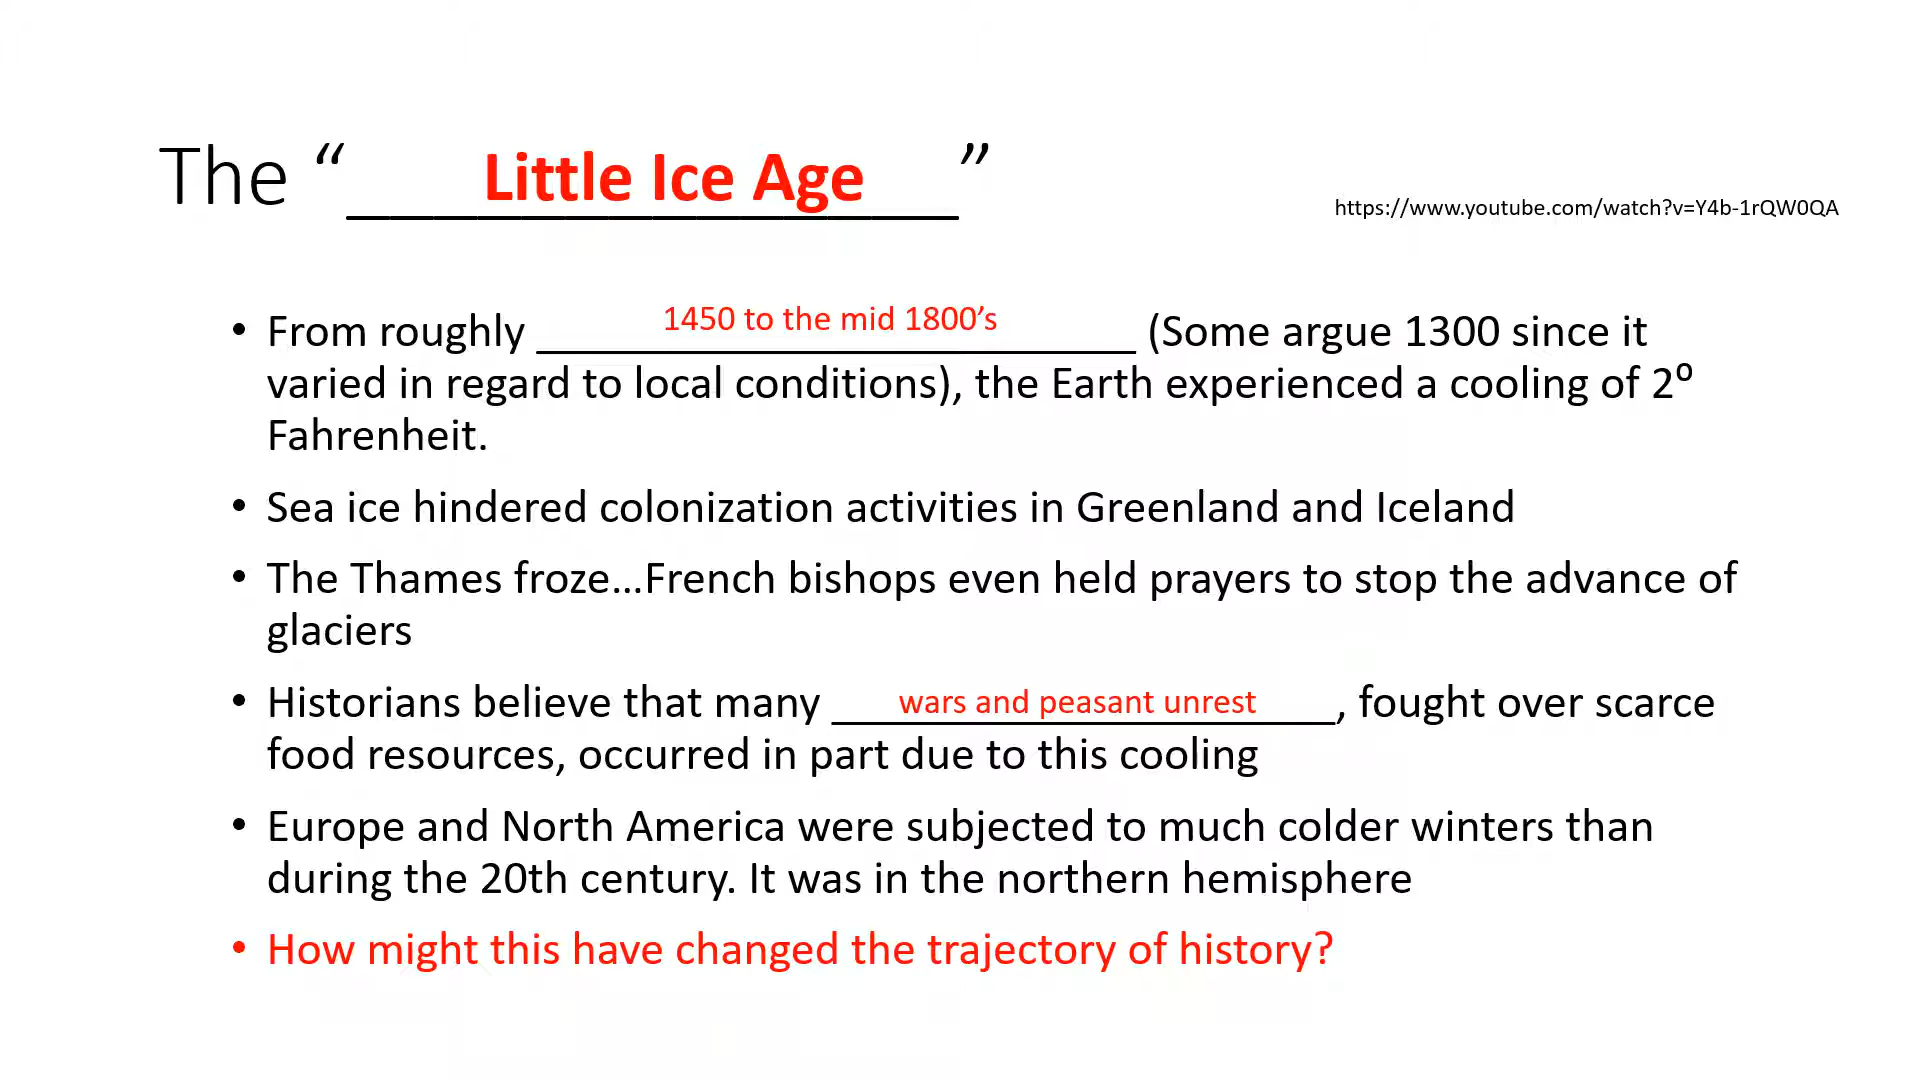 The “Little Ice Age”
https://www.youtube.com/watch?v=Y4b-1rQW0QA
• From roughly 1450 to the mid 1800’s (Some argue 1300 since it
varied in regard to local conditions), the Earth experienced a cooling of 2⁰
Fahrenheit.
• Sea ice hindered colonization activities in Greenland and Iceland
• The Thames froze…French bishops even held prayers to stop the advance of
glaciers
• Historians believe that many wars and peasant unrest, fought over scarce
food resources, occurred in part due to this cooling
• Europe and North America were subjected to much colder winters than
during the 20th century. It was in the northern hemisphere
• How might this have changed the trajectory of history?